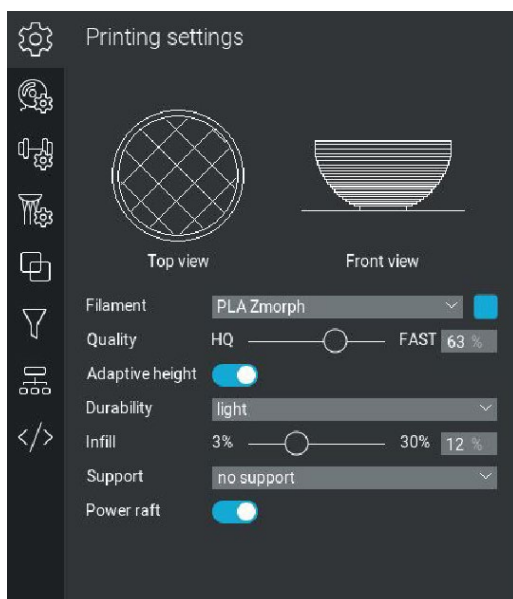 Printing settings
Top view Front view
Filament PLA Zmorph
Quality HQ FAST 63 %
Adaptive height
Durability light
Infill 3% 30% 12 %
Support no support
Power raft
</>